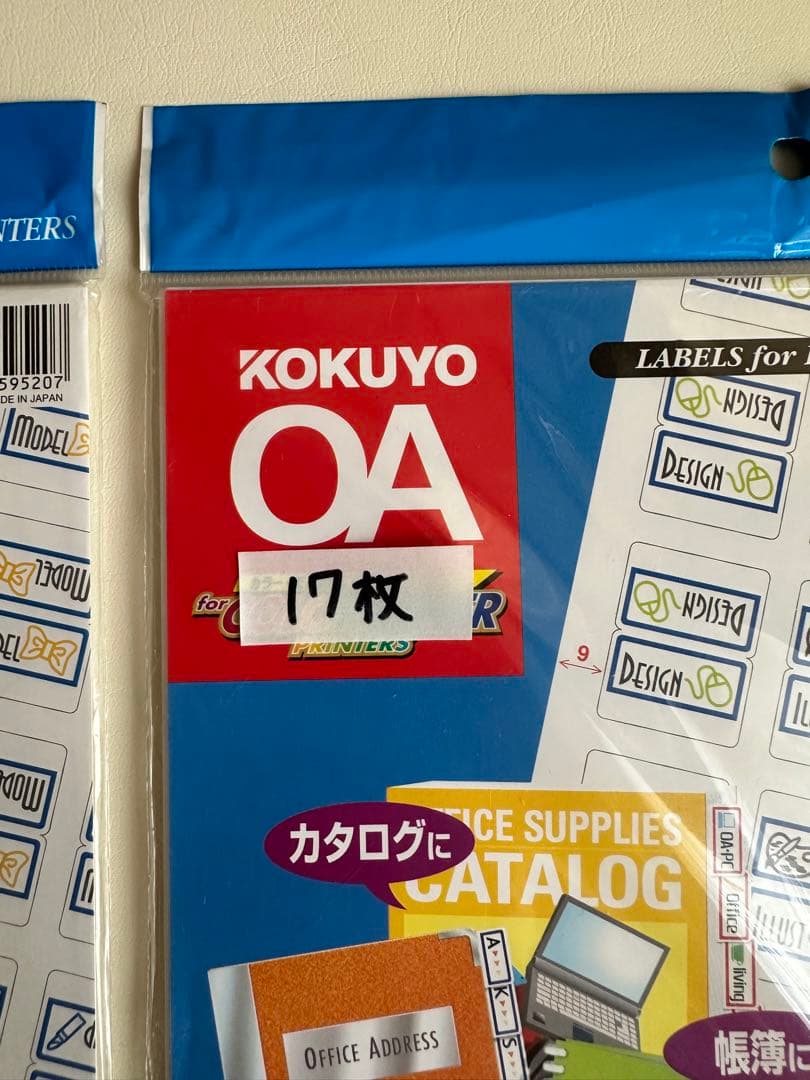 NTERS
595207
DE IN JAPAN
MODEL
MODEL
MODEL
KOKUYO
OA
17枚
for
PRINTERS
LABELS for
DESIGN
DESIGN
DESIGN
DESIGN
9
カタログに
OFFICE SUPPLIES
CATALOG
OA・PC
Office
living
A
K
S
OFFICE ADDRESS
帳簿に